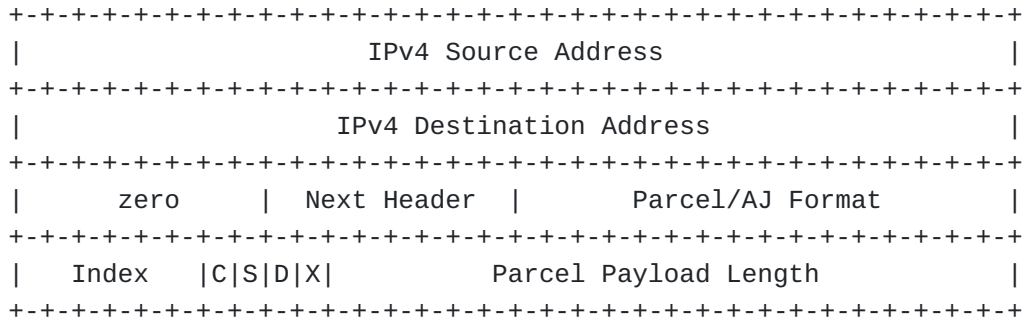 +-+-+-+-+-+-+-+-+-+-+-+-+-+-+-+-+-+-+-+-+-+-+-+-+-+-+-+-+-+-+-+-+
|                      IPv4 Source Address                      |
+-+-+-+-+-+-+-+-+-+-+-+-+-+-+-+-+-+-+-+-+-+-+-+-+-+-+-+-+-+-+-+-+
|                    IPv4 Destination Address                   |
+-+-+-+-+-+-+-+-+-+-+-+-+-+-+-+-+-+-+-+-+-+-+-+-+-+-+-+-+-+-+-+-+
|      zero     |  Next Header  |       Parcel/AJ Format        |
+-+-+-+-+-+-+-+-+-+-+-+-+-+-+-+-+-+-+-+-+-+-+-+-+-+-+-+-+-+-+-+-+
|   Index   |C|S|D|X|          Parcel Payload Length            |
+-+-+-+-+-+-+-+-+-+-+-+-+-+-+-+-+-+-+-+-+-+-+-+-+-+-+-+-+-+-+-+-+